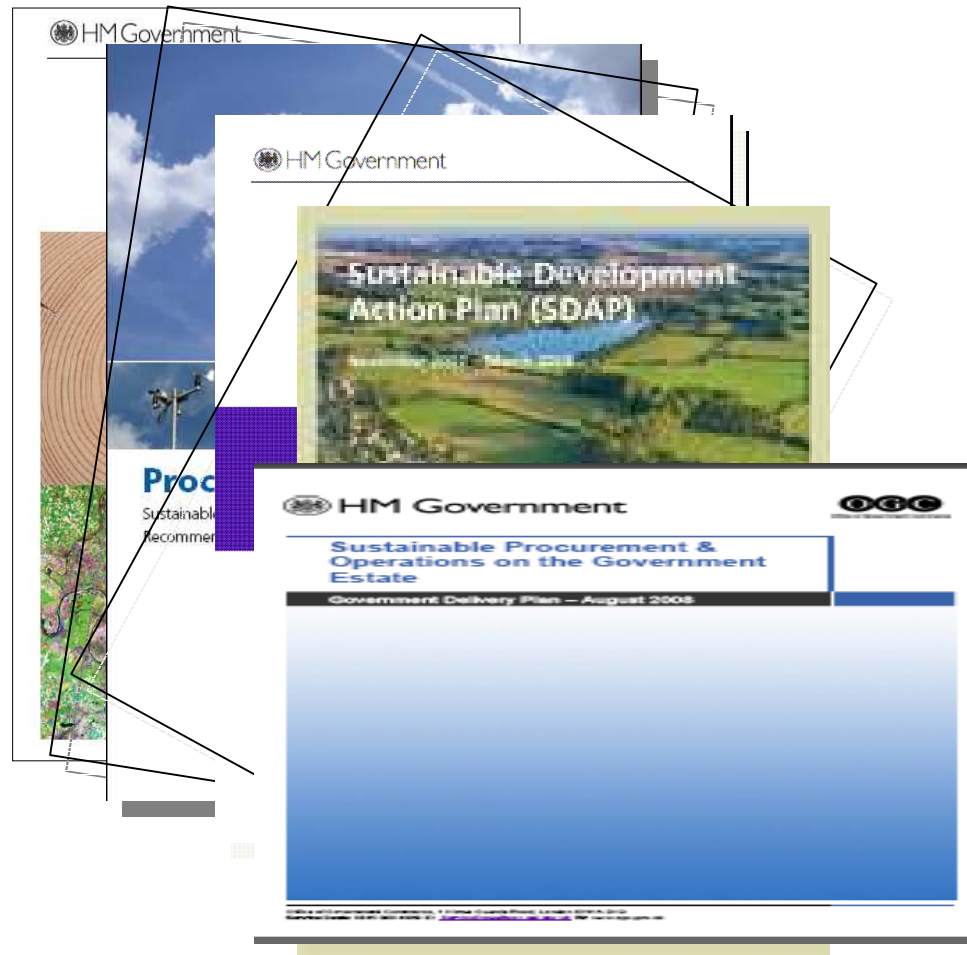 HM Government
HM Government
Sustainable Development
Action Plan (SDAP)
Proc
Sustainabl
Recommen
HM Government
OGC
Sustainable Procurement &
Operations on the Government
Estate
Government Delivery Plan – August 2008